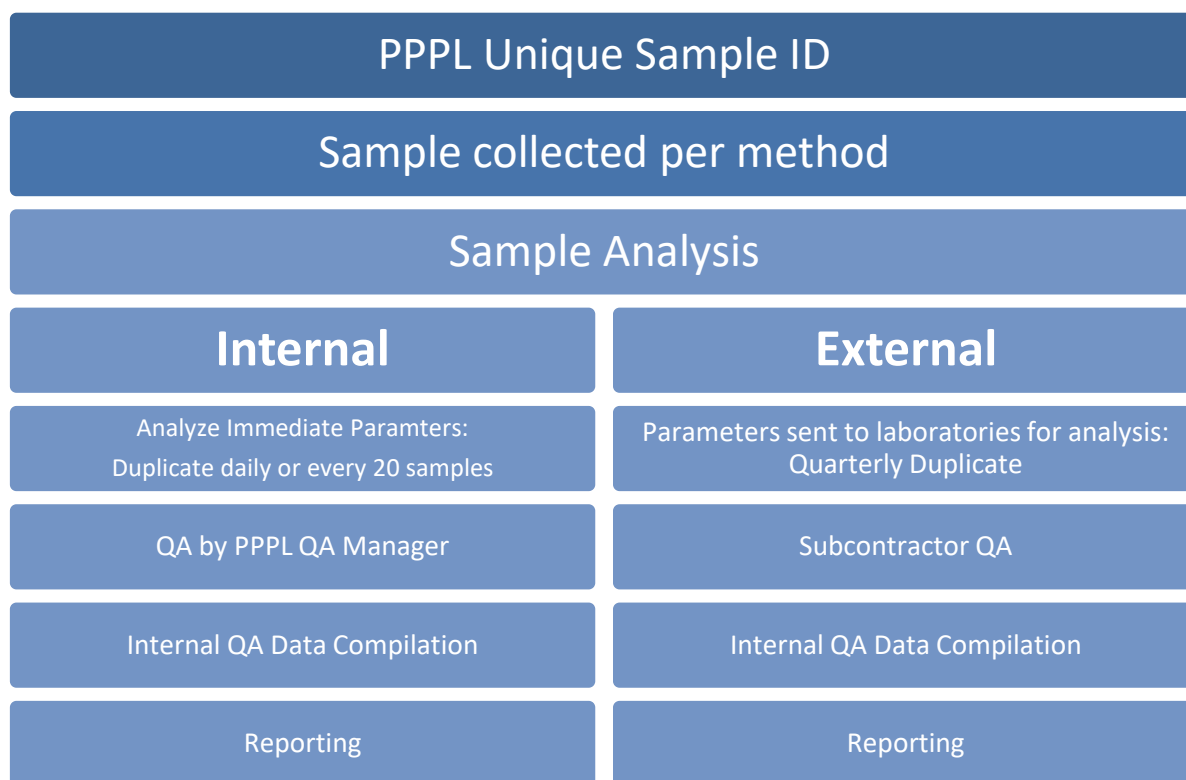 PPPL Unique Sample ID
Sample collected per method
Sample Analysis
Internal
External
Analyze Immediate Paramters:
Duplicate daily or every 20 samples
Parameters sent to laboratories for analysis:
Quarterly Duplicate
QA by PPPL QA Manager
Subcontractor QA
Internal QA Data Compilation
Internal QA Data Compilation
Reporting
Reporting